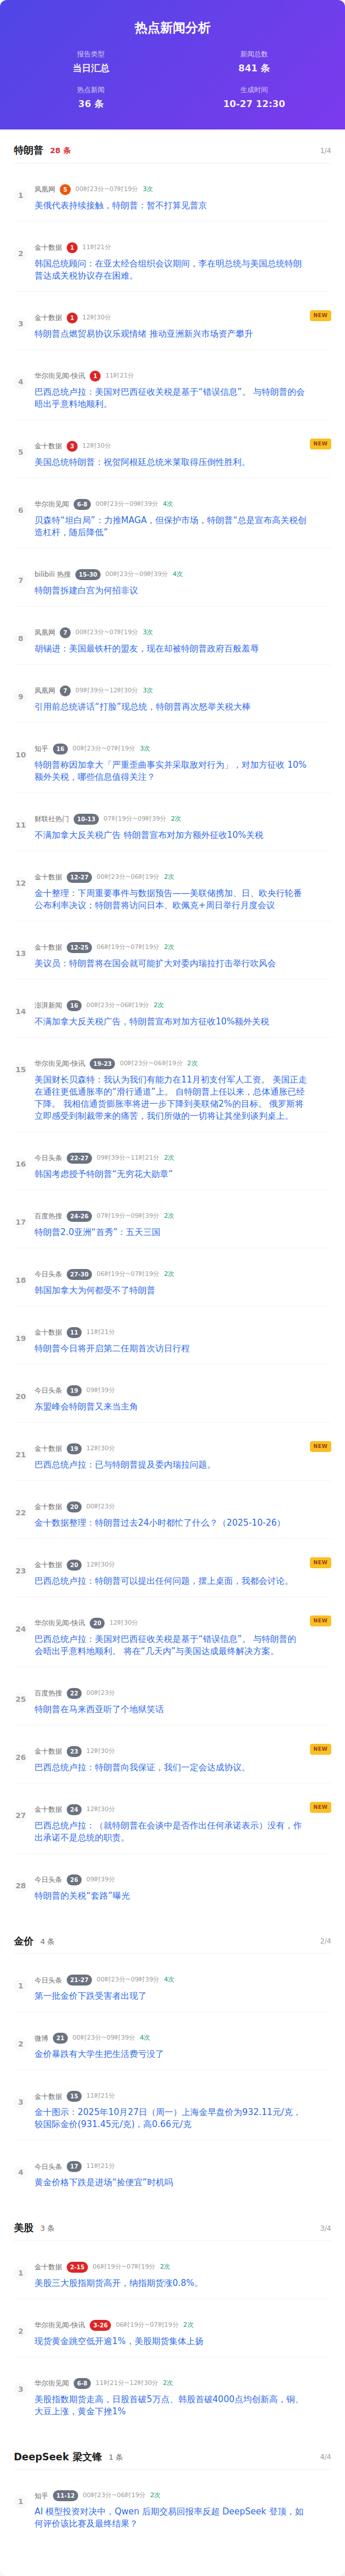 热点新闻分析
报告类型
新闻总数
当日汇总
841 条
热点新闻
生成时间
36 条
10-27 12:30
特朗普 28 条 1/4
1 凤凰网 5 00时23分~07时19分 3次
美俄代表持续接触，特朗普：暂不打算见普京
2 金十数据 1 11时21分
韩国总统顾问：在亚太经合组织会议期间，李在明总统与美国总统特朗
普达成关税协议存在困难。
3 金十数据 1 12时30分 NEW
特朗普点燃贸易协议乐观情绪 推动亚洲新兴市场资产攀升
4 华尔街见闻-快讯 1 11时21分
巴西总统卢拉：美国对巴西征收关税是基于“错误信息”。 与特朗普的会
晤出乎意料地顺利。
5 金十数据 3 12时30分 NEW
美国总统特朗普：祝贺阿根廷总统米莱取得压倒性胜利。
6 华尔街见闻 6-8 00时23分~09时39分 4次
贝森特“坦白局”：力推MAGA，但保护市场，特朗普“总是宣布高关税创
造杠杆，随后降低”
7 bilibili 热搜 15-30 00时23分~09时39分 4次
特朗普拆建白宫为何招非议
8 凤凰网 7 00时23分~07时19分 3次
胡锡进：美国最铁杆的盟友，现在却被特朗普政府百般羞辱
9 凤凰网 7 09时39分~12时30分 3次
引用前总统讲话“打脸”现总统，特朗普再次怒举关税大棒
10 知乎 16 00时23分~07时19分 3次
特朗普称因加拿大「严重歪曲事实并采取敌对行为」，对加方征收 10%
额外关税，哪些信息值得关注？
11 财联社热门 10-13 07时19分~09时39分 2次
不满加拿大反关税广告 特朗普宣布对加方额外征收10%关税
12 金十数据 12-27 00时23分~06时19分 2次
金十整理：下周重要事件与数据预告——美联储携加、日、欧央行轮番
公布利率决议；特朗普将访问日本、欧佩克+周日举行月度会议
13 金十数据 12-25 06时19分~07时19分 2次
美议员：特朗普将在国会就可能扩大对委内瑞拉打击举行吹风会
14 澎湃新闻 16 00时23分~06时19分 2次
不满加拿大反关税广告，特朗普宣布对加方征收10%额外关税
15 华尔街见闻-快讯 19-23 00时23分~06时19分 2次
美国财长贝森特：我认为我们有能力在11月初支付军人工资。 美国正走
在通往更低通胀率的“滑行通道”上。 自特朗普上任以来，总体通胀已经
下降。 我相信通货膨胀率将进一步下降到美联储2%的目标。 俄罗斯将
立即感受到制裁带来的痛苦，我们所做的一切将让其坐到谈判桌上。
16 今日头条 22-27 09时39分~11时21分 2次
韩国考虑授予特朗普“无穷花大勋章”
17 百度热搜 24-26 07时19分~09时39分 2次
特朗普2.0亚洲“首秀”：五天三国
18 今日头条 27-30 06时19分~07时19分 2次
韩国加拿大为何都受不了特朗普
19 金十数据 11 11时21分
特朗普今日将开启第二任期首次访日行程
20 今日头条 19 09时39分
东盟峰会特朗普又来当主角
21 金十数据 19 12时30分 NEW
巴西总统卢拉：已与特朗普提及委内瑞拉问题。
22 金十数据 20 00时23分
金十数据整理：特朗普过去24小时都忙了什么？（2025-10-26）
23 金十数据 20 12时30分 NEW
巴西总统卢拉：特朗普可以提出任何问题，摆上桌面，我都会讨论。
24 华尔街见闻-快讯 20 12时30分 NEW
巴西总统卢拉：美国对巴西征收关税是基于“错误信息”。 与特朗普的
会晤出乎意料地顺利。 将在“几天内”与美国达成最终解决方案。
25 百度热搜 22 00时23分
特朗普在马来西亚听了个地狱笑话
26 金十数据 23 12时30分 NEW
巴西总统卢拉：特朗普向我保证，我们一定会达成协议。
27 金十数据 24 12时30分 NEW
巴西总统卢拉：（就特朗普在会谈中是否作出任何承诺表示）没有，作
出承诺不是总统的职责。
28 今日头条 26 09时39分
特朗普的关税“套路”曝光
金价 4 条 2/4
1 今日头条 21-27 00时23分~09时39分 4次
第一批金价下跌受害者出现了
2 微博 21 00时23分~09时39分 4次
金价暴跌有大学生把生活费亏没了
3 金十数据 15 11时21分
金十图示：2025年10月27日（周一）上海金早盘价为932.11元/克，
较国际金价(931.45元/克)，高0.66元/克
4 今日头条 17 11时21分
黄金价格下跌是进场“捡便宜”时机吗
美股 3 条 3/4
1 金十数据 2-15 06时19分~07时19分 2次
美股三大股指期货高开，纳指期货涨0.8%。
2 华尔街见闻-快讯 3-26 06时19分~07时19分 2次
现货黄金跳空低开逾1%，美股期货集体上扬
3 华尔街见闻 6-8 11时21分~12时30分 2次
美股指数期货走高，日股首破5万点、韩股首破4000点均创新高，铜、
大豆上涨，黄金下挫1%
DeepSeek 梁文锋 1 条 4/4
1 知乎 11-12 00时23分~06时19分 2次
AI 模型投资对决中，Qwen 后期交易回报率反超 DeepSeek 登顶，如
何评价该比赛及最终结果？